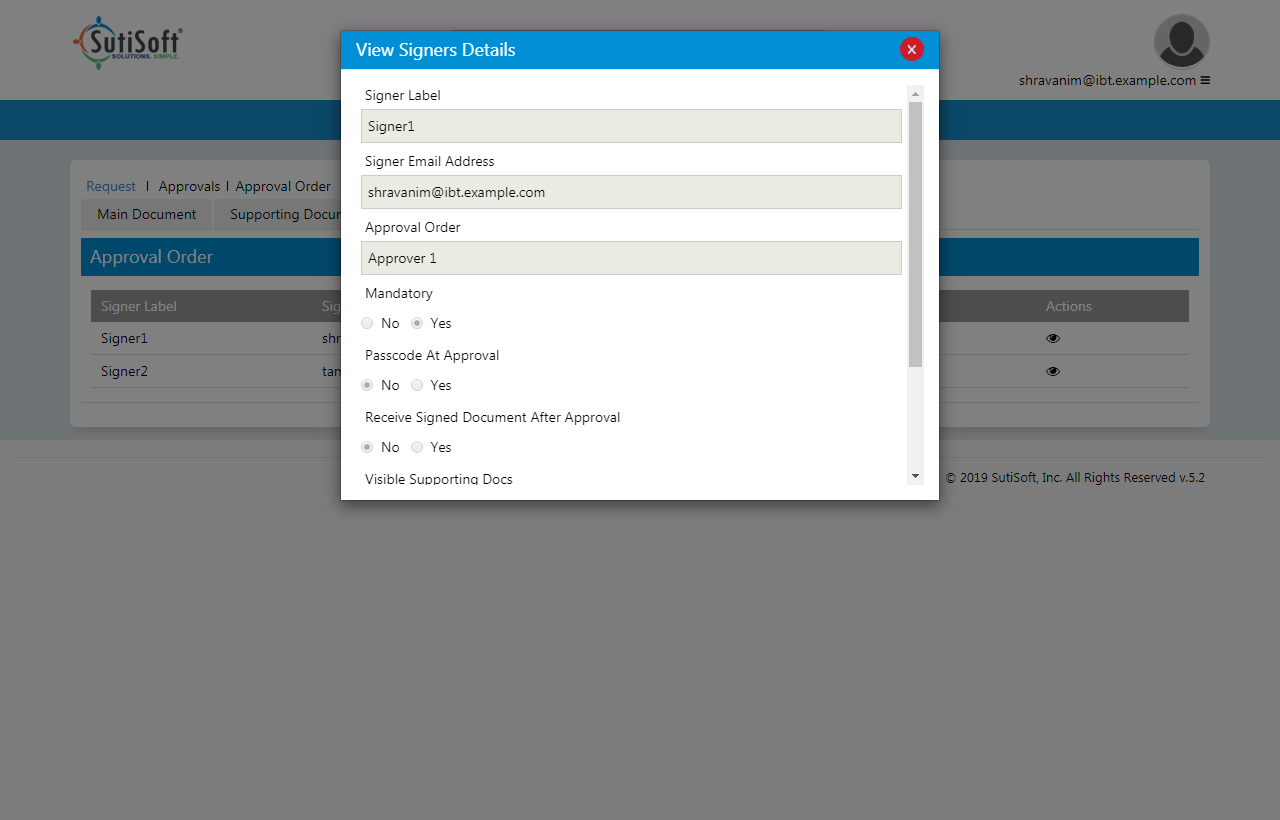 SutiSoft
SOLUTIONS. SIMPLE.
shravanim@ibt.example.com
View Signers Details
Signer Label
Signer1
Signer Email Address
shravanim@ibt.example.com
Approval Order
Approver 1
Mandatory
No Yes
Passcode At Approval
No Yes
Receive Signed Document After Approval
No Yes
Visible Supporting Docs
Request | Approvals | Approval Order
Main Document Supporting Docu
Approval Order
Signer Label Sig Actions
Signer1 shr
Signer2 tam
© 2019 SutiSoft, Inc. All Rights Reserved v.5.2